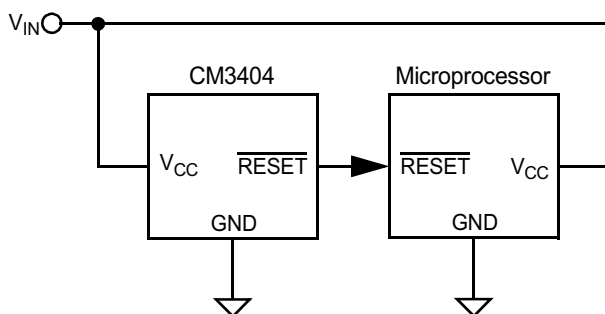 VIN
CM3404
Microprocessor
VCC
RESET
RESET
VCC
GND
GND